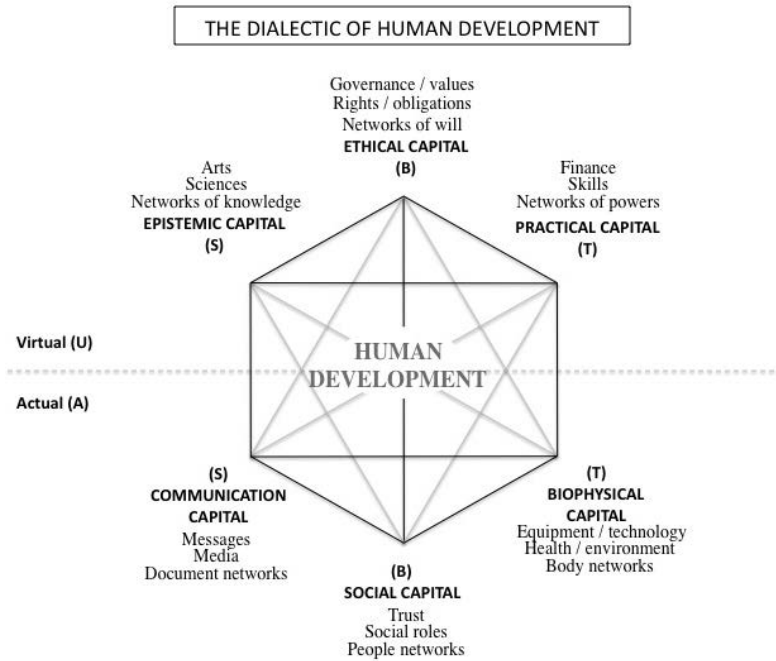 THE DIALECTIC OF HUMAN DEVELOPMENT
Governance / values
Rights / obligations
Networks of will
ETHICAL CAPITAL
(B)
Arts
Sciences
Networks of knowledge
EPISTEMIC CAPITAL
(S)
Finance
Skills
Networks of powers
PRACTICAL CAPITAL
(T)
Virtual (U)
HUMAN
DEVELOPMENT
Actual (A)
(S)
COMMUNICATION
CAPITAL
Messages
Media
Document networks
(T)
BIOPHYSICAL
CAPITAL
Equipment / technology
Health / environment
Body networks
(B)
SOCIAL CAPITAL
Trust
Social roles
People networks